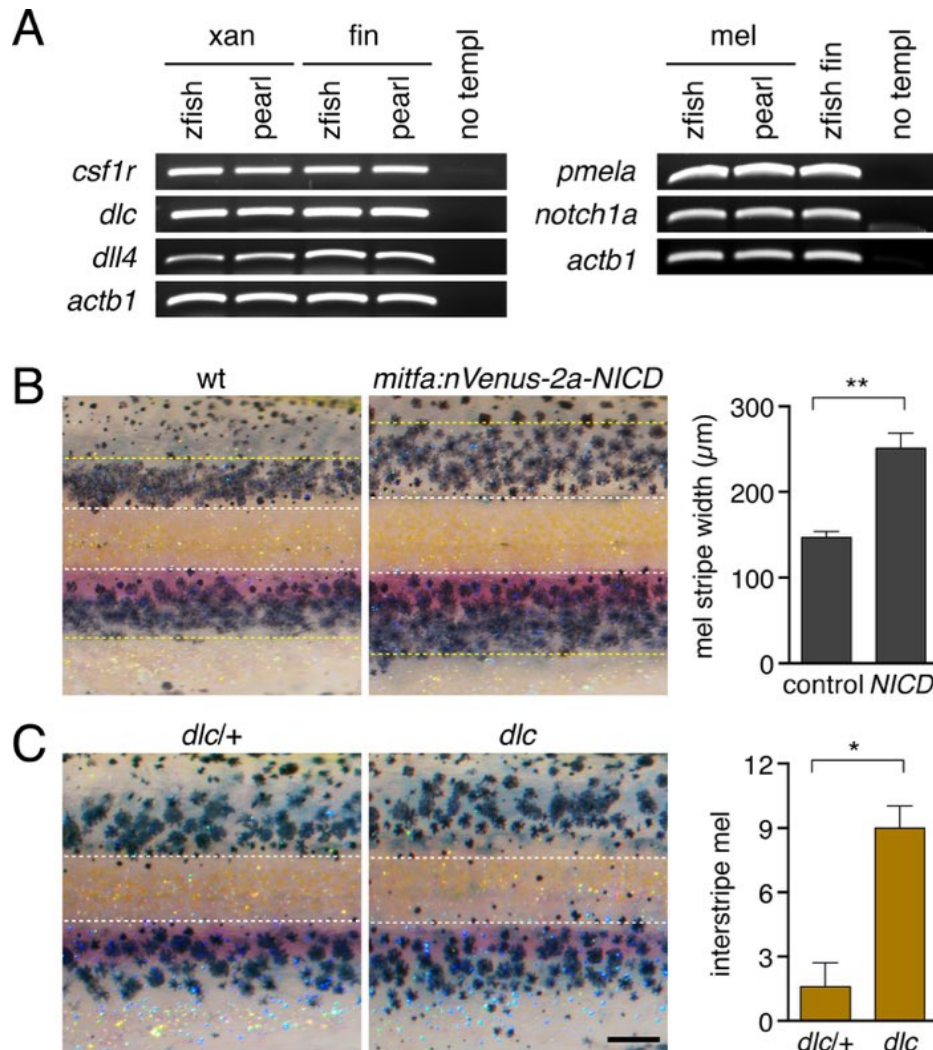 A
xan fin mel
zfish pearl zfish pearl no templ zfish pearl zfish fin no templ
csf1r
dlc
dll4
actb1
pmela
notch1a
actb1
B
wt mitfa:nVenus-2a-NICD
**
mel stripe width (µm)
300
200
100
0
control NICD
C
dlc/+ dlc
*
interstripe mel
12
9
6
3
0
dlc/+ dlc